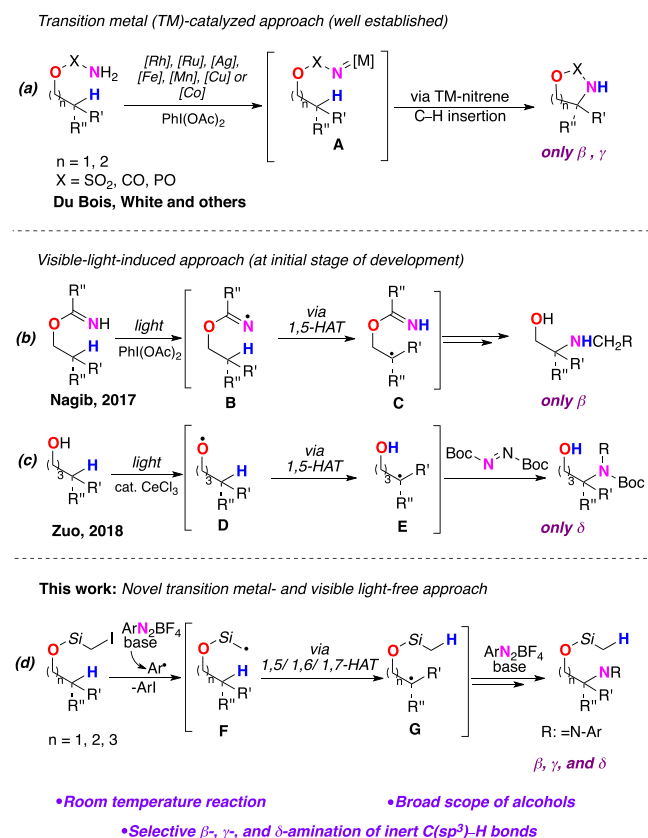 Transition metal (TM)-catalyzed approach (well established)
(a)
O X NH2
H
( )n R'
R''
n = 1, 2
X = SO2, CO, PO
Du Bois, White and others
[Rh], [Ru], [Ag],
[Fe], [Mn], [Cu] or
[Co]
PhI(OAc)2
O X N=[M]
H
( )n R'
R''
A
via TM-nitrene
C–H insertion
O X NH
( )n R'
R''
only β , γ
Visible-light-induced approach (at initial stage of development)
(b)
R''
O NH
H
R'
R''
Nagib, 2017
light
PhI(OAc)2
R''
O N•
H
R'
R''
B
via
1,5-HAT
R''
O NH
• R'
R''
C
OH
NHCH2R
R'
R''
only β
(c)
OH
H
( )3 R'
R''
Zuo, 2018
light
cat. CeCl3
•O
H
( )3 R'
R''
D
via
1,5-HAT
OH
( )3 • R'
R''
E
Boc N=N Boc
OH R
N Boc
( )3 R'
R''
only δ
This work: Novel transition metal- and visible light-free approach
(d)
Si I
O
H
( )n R'
R''
n = 1, 2, 3
ArN2BF4
base
Ar•
-ArI
Si •
O
H
( )n R'
R''
F
via
1,5/ 1,6/ 1,7-HAT
Si H
O
( )n • R'
R''
G
ArN2BF4
base
Si H
O
NR
( )n R'
R''
R: =N-Ar
β, γ, and δ
•Room temperature reaction
•Broad scope of alcohols
•Selective β-, γ-, and δ-amination of inert C(sp3)–H bonds